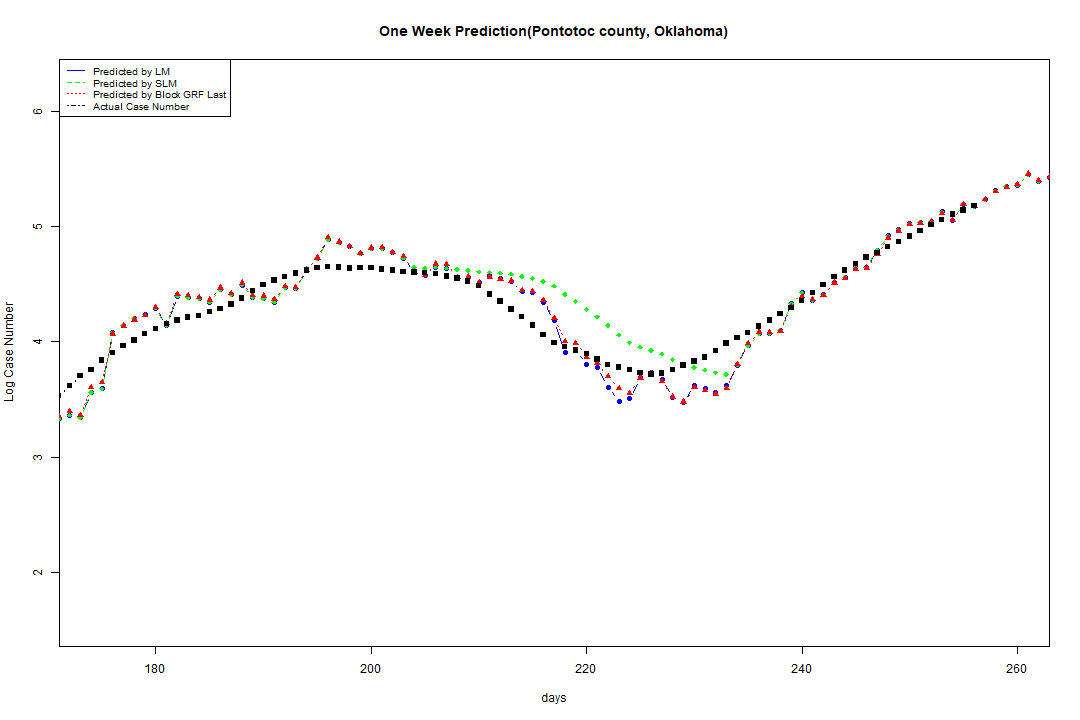 One Week Prediction(Pontotoc county, Oklahoma)
Predicted by LM
Predicted by SLM
Predicted by Block GRF Last
Actual Case Number
6
5
4
3
2
Log Case Number
180 200 220 240 260
days